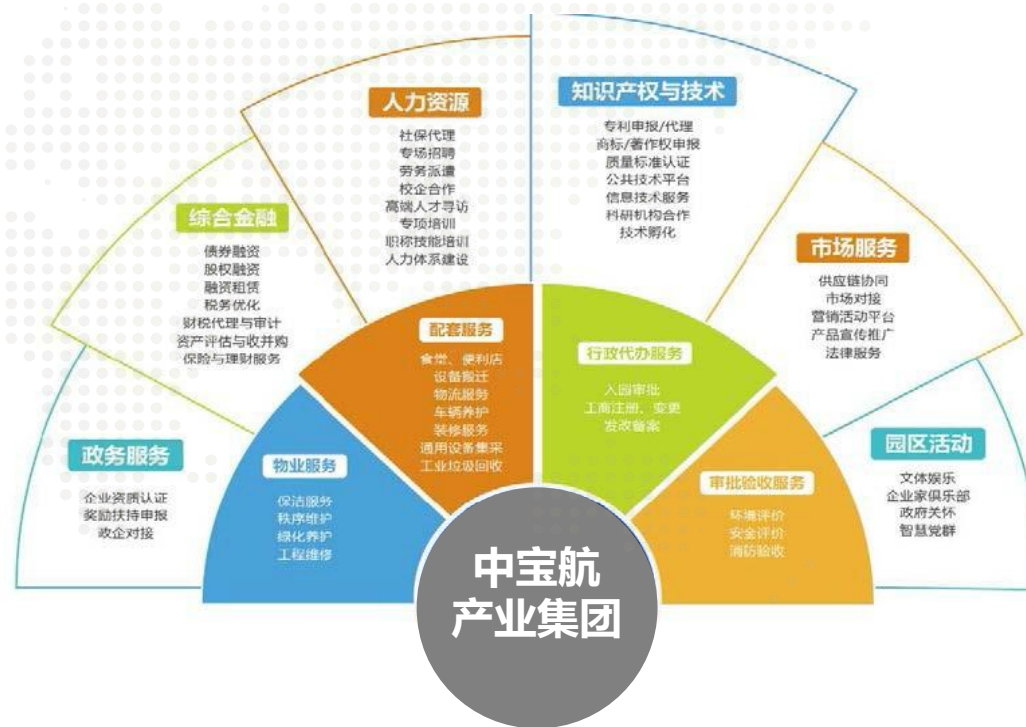 人力资源
社保代理
专场招聘
劳务派遣
校企合作
高端人才寻访
专项培训
职称技能培训
人力体系建设
知识产权与技术
专利申报/代理
商标/著作权申报
质量标准认证
公共技术平台
信息技术服务
科研机构合作
技术孵化
综合金融
债券融资
股权融资
融资租赁
税务优化
财税代理与审计
资产评估与收并购
保险与理财服务
市场服务
供应链协同
市场对接
营销活动平台
产品宣传推广
法律服务
政务服务
企业资质认证
奖励扶持申报
政企对接
园区活动
文体娱乐
企业家俱乐部
政府关怀
智慧党群
物业服务
保洁服务
秩序维护
绿化养护
工程维修
配套服务
食堂、便利店
设备搬迁
物流服务
车辆养护
装修服务
通用设备集采
工业垃圾回收
行政代办服务
入园审批
工商注册、变更
发改备案
审批验收服务
环境评价
安全评价
消防验收
中宝航
产业集团